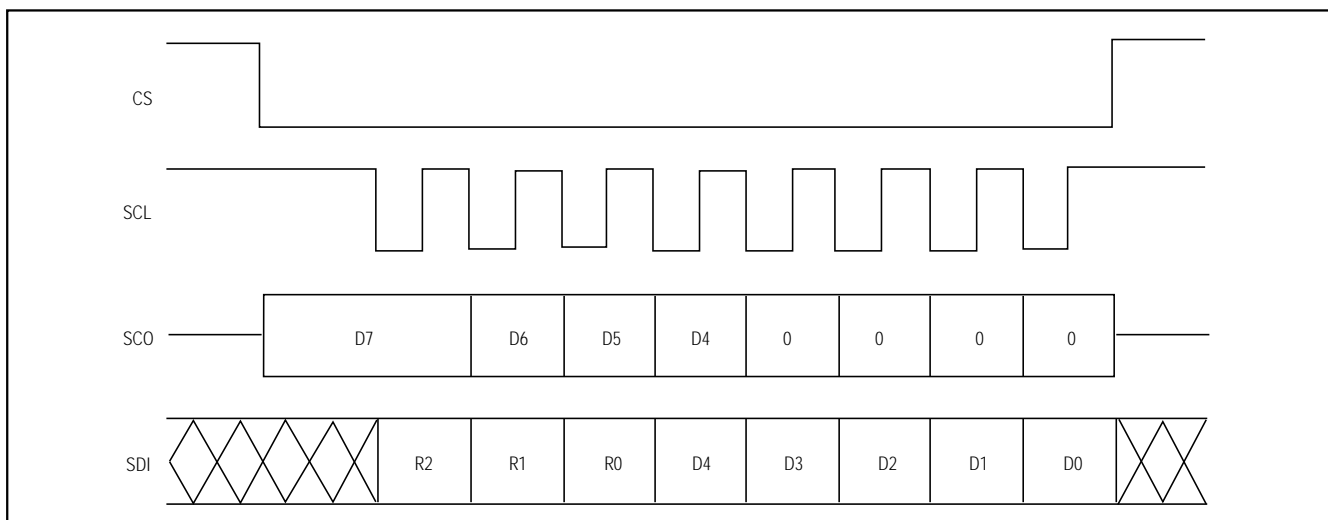 CS
SCL
SCO D7 D6 D5 D4 0 0 0 0
SDI R2 R1 R0 D4 D3 D2 D1 D0